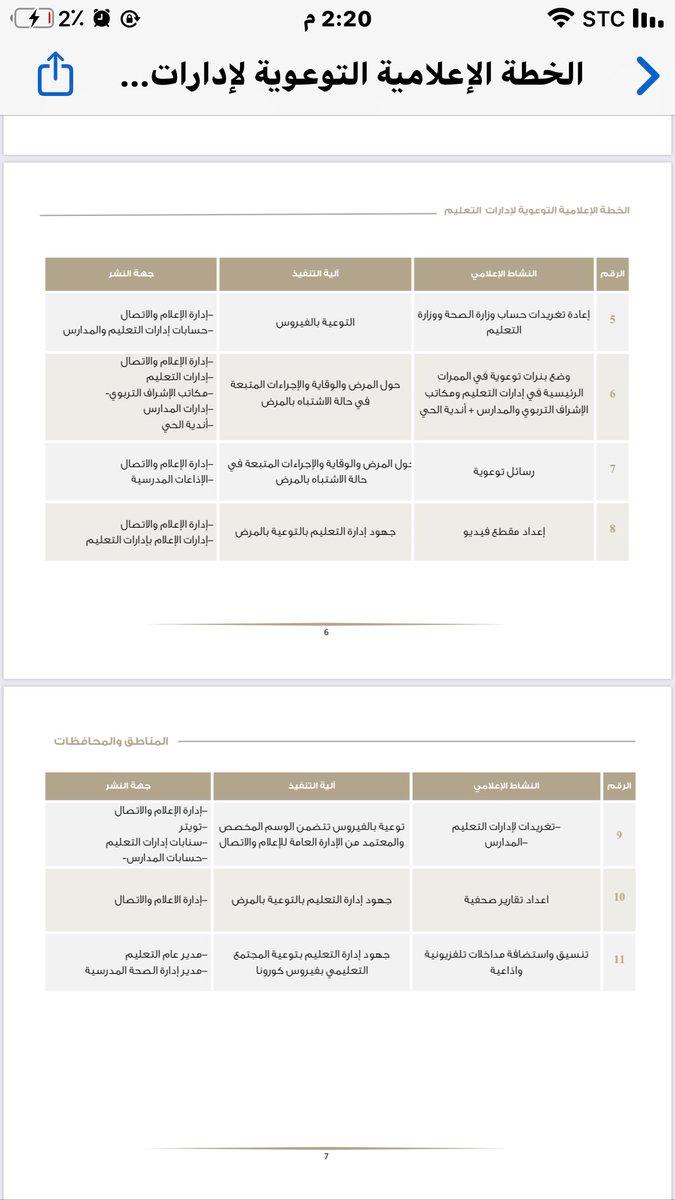 2% 2:20 م STC
الخطة الإعلامية التوعوية لإدارات...
الخطة الإعلامية التوعوية لإدارات التعليم
الرقم النشاط الإعلامي آلية التنفيذ جهة النشر
5
إعادة تغريدات حساب وزارة الصحة ووزارة
التعليم
التوعية بالفيروس
-إدارة الإعلام والاتصال
-حسابات إدارات التعليم والمدارس
6
وضع بنرات توعوية في الممرات
الرئيسية في إدارات التعليم ومكاتب
الإشراف التربوي والمدارس + أندية الحي
حول المرض والوقاية والإجراءات المتبعة
في حالة الاشتباه بالمرض
-إدارة الإعلام والاتصال
-إدارات التعليم
-مكاتب الإشراف التربوي-
-إدارات المدارس
-أندية الحي
7
رسائل توعوية
حول المرض والوقاية والإجراءات المتبعة في
حالة الاشتباه بالمرض
-إدارة الإعلام والاتصال
-الإذاعات المدرسية
8
إعداد مقطع فيديو
جهود إدارة التعليم بالتوعية بالمرض
-إدارة الإعلام والاتصال
-إدارات الإعلام بإدارات التعليم
6
المناطق والمحافظات
الرقم النشاط الإعلامي آلية التنفيذ جهة النشر
9
-تغريدات لإدارات التعليم
-المدارس
توعية بالفيروس تتضمن الوسم المخصص
والمعتمد من الإدارة العامة للإعلام والاتصال
-إدارة الإعلام والاتصال
-تويتر
-سنابات إدارات التعليم
-حسابات المدارس-
10
اعداد تقارير صحفية
جهود إدارة التعليم بالتوعية بالمرض
-إدارة الاعلام والاتصال
11
تنسيق واستضافة مداخلات تلفزيونية
واذاعية
جهود إدارة التعليم بتوعية المجتمع
التعليمي بفيروس كورونا
-مدير عام التعليم
-مدير إدارة الصحة المدرسية
7